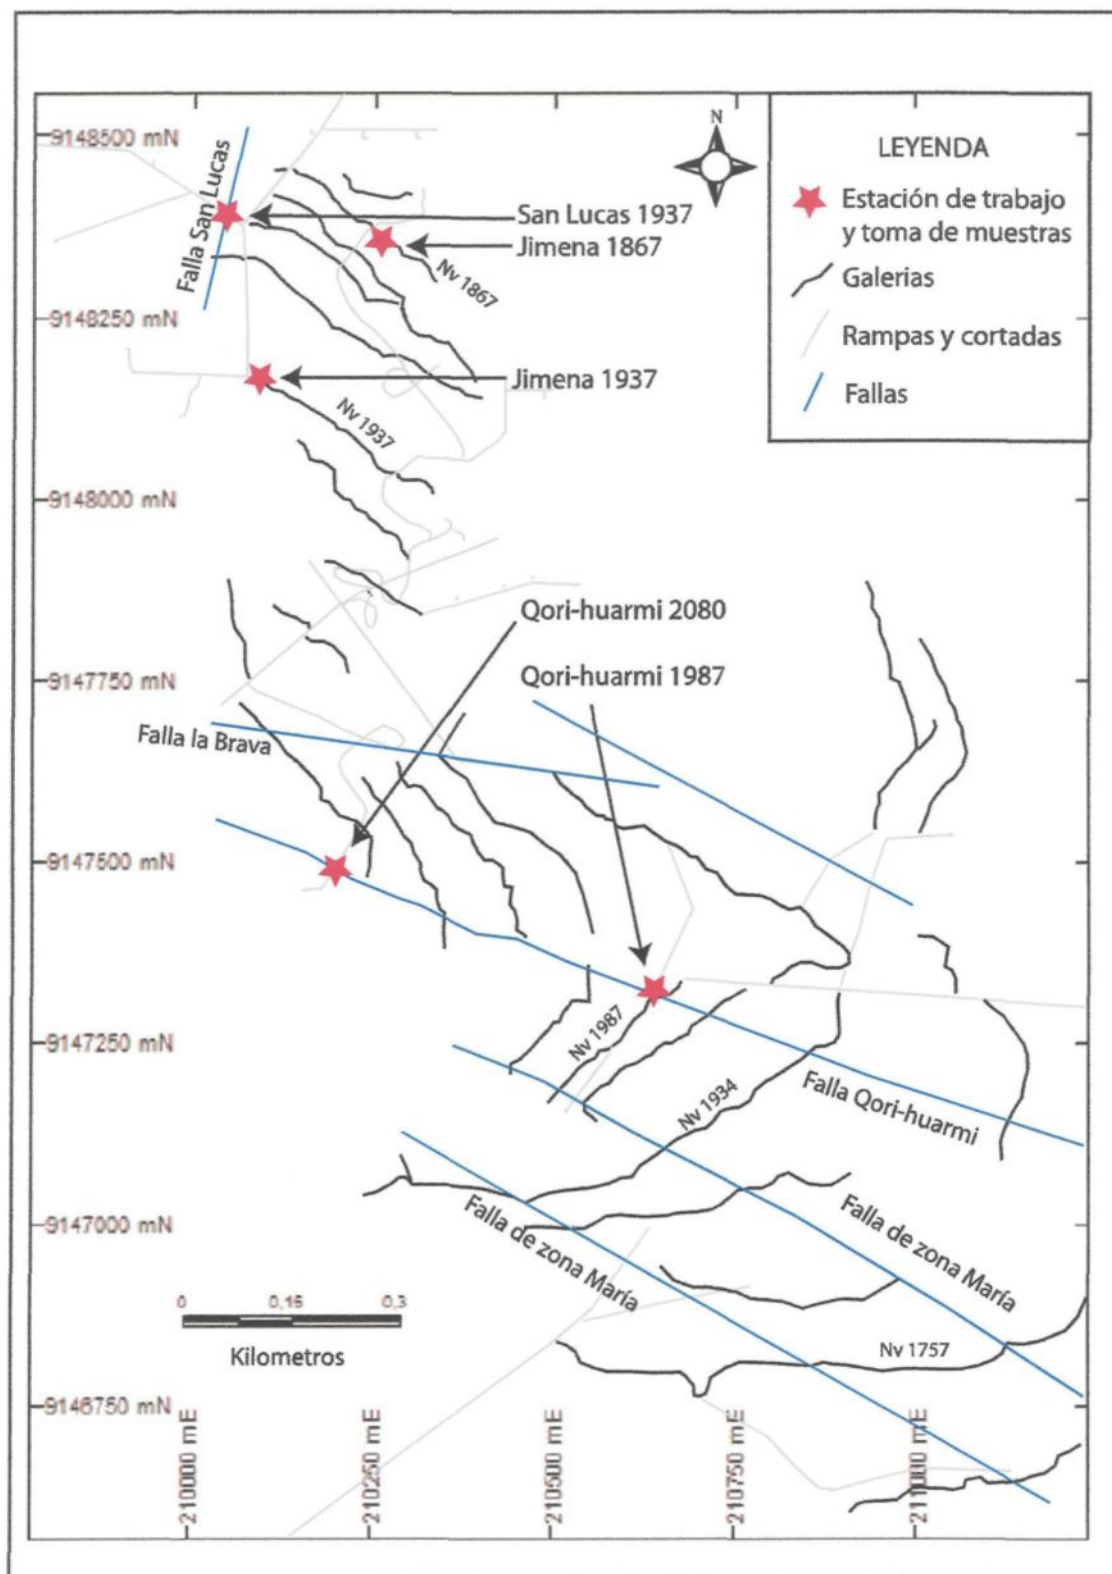 N
LEYENDA
Estación de trabajo
y toma de muestras
Galerias
Rampas y cortadas
Fallas
9148500 mN
9148250 mN
9148000 mN
9147750 mN
9147500 mN
9147250 mN
9147000 mN
9146750 mN
Falla San Lucas
San Lucas 1937
Jimena 1867
Nv 1867
Jimena 1937
Nv 1937
Qori-huarmi 2080
Qori-huarmi 1987
Falla la Brava
Nv 1987
Nv 1934
Falla Qori-huarmi
Falla de zona María
Falla de zona María
Nv 1757
0 0,15 0,3
Kilometros
210000 mE
210250 mE
210500 mE
210750 mE
211000 mE